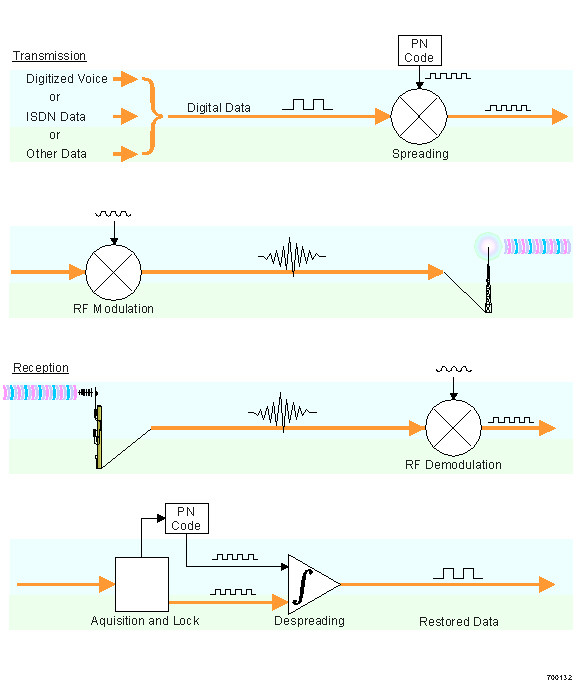 Transmission
PN
Code
Digitized Voice
or
ISDN Data
or
Other Data
Digital Data
Spreading
RF Modulation
Reception
RF Demodulation
PN
Code
Aquisition and Lock
Despreading
Restored Data
700132